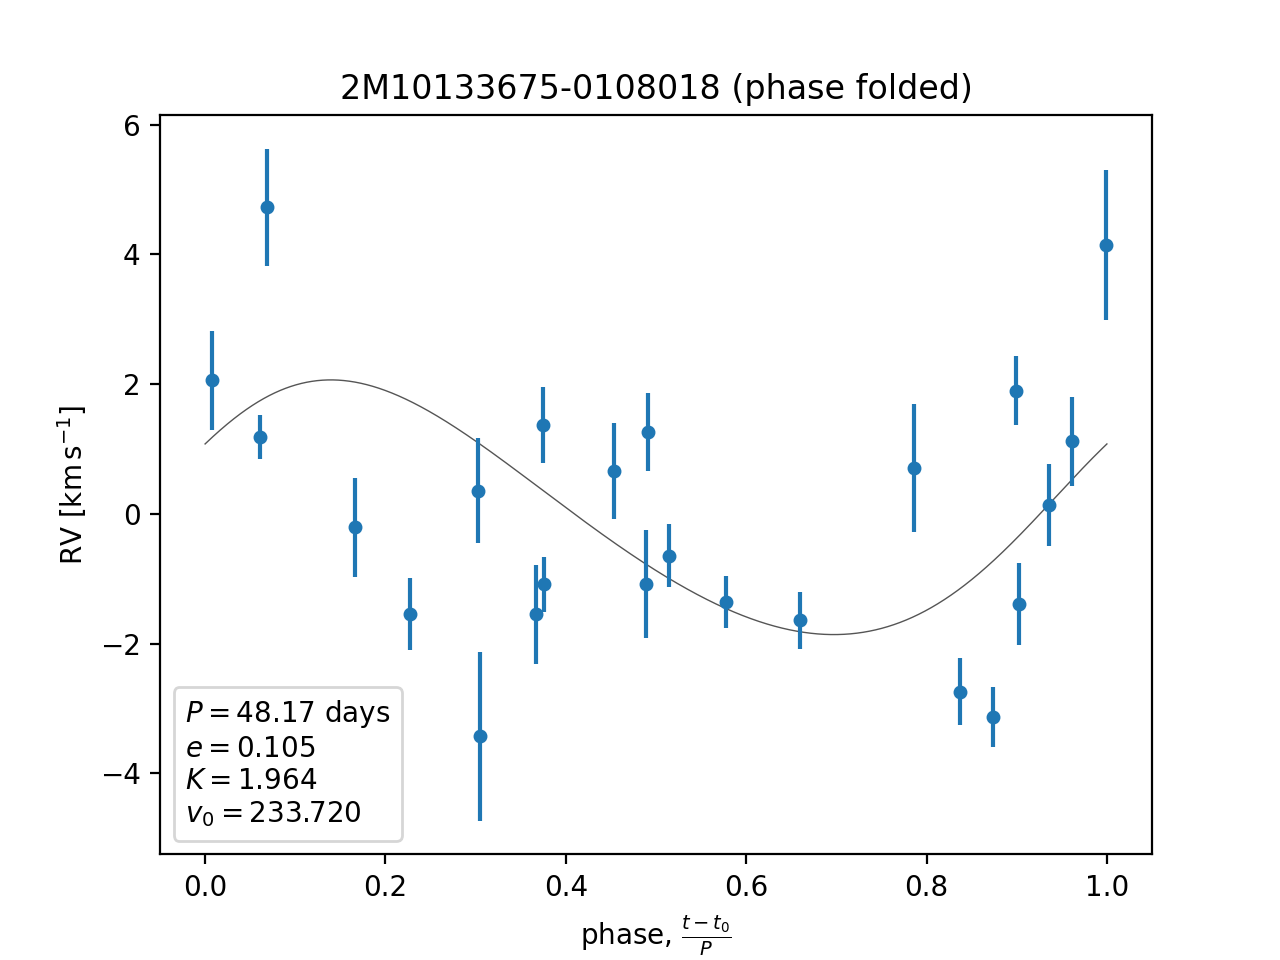 2M10133675-0108018 (phase folded)
6
4
2
0
−2
−4
RV [km s⁻¹]
P = 48.17 days
e = 0.105
K = 1.964
v₀ = 233.720
0.0 0.2 0.4 0.6 0.8 1.0
phase, (t − t₀)/P